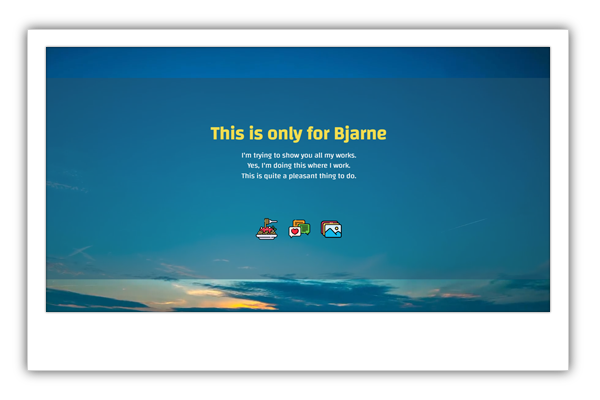 This is only for Bjarne
I'm trying to show you all my works.
Yes, I'm doing this where I work.
This is quite a pleasant thing to do.